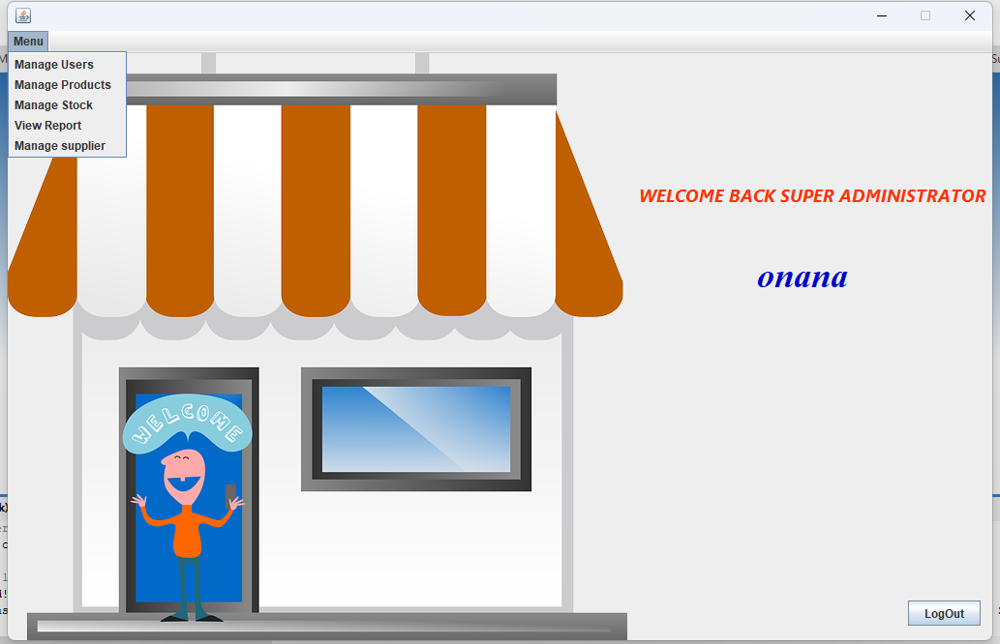 Menu
Manage Users
Manage Products
Manage Stock
View Report
Manage supplier
WELCOME BACK SUPER ADMINISTRATOR
onana
WELCOME
LogOut